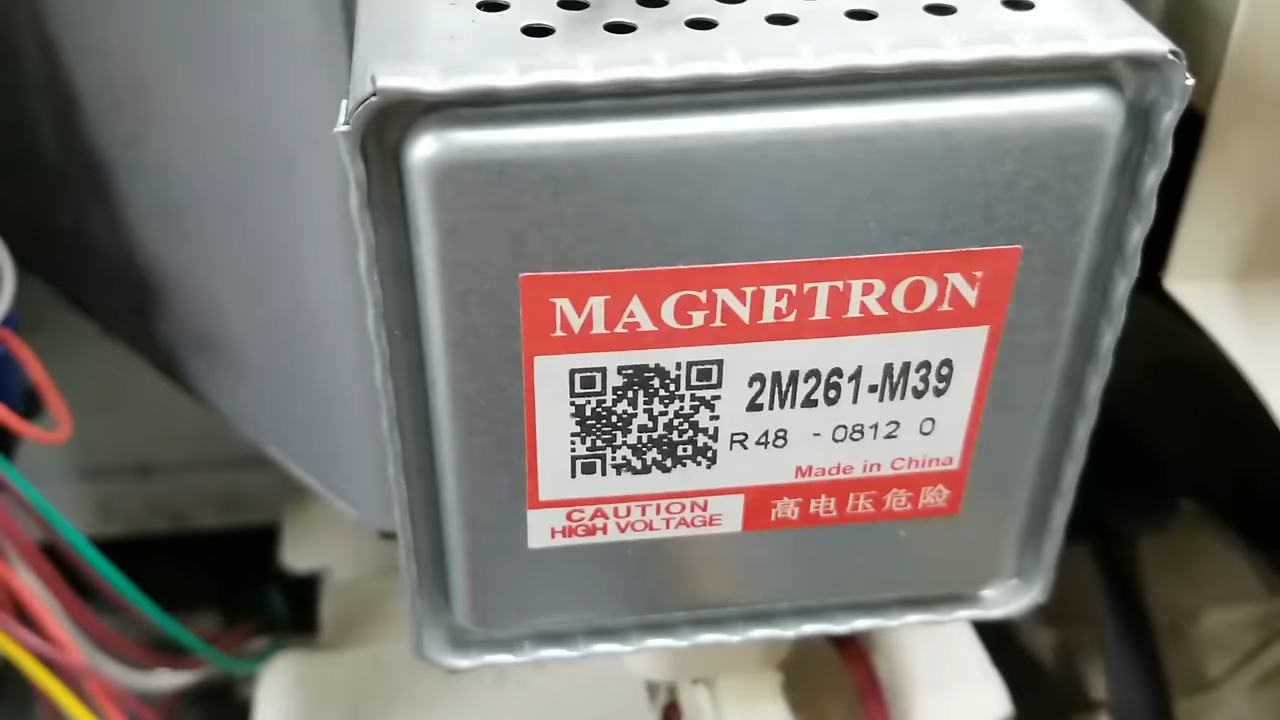 MAGNETRON
2M261-M39
R48 -0812 0
Made in China
CAUTION
HIGH VOLTAGE
高电压危险